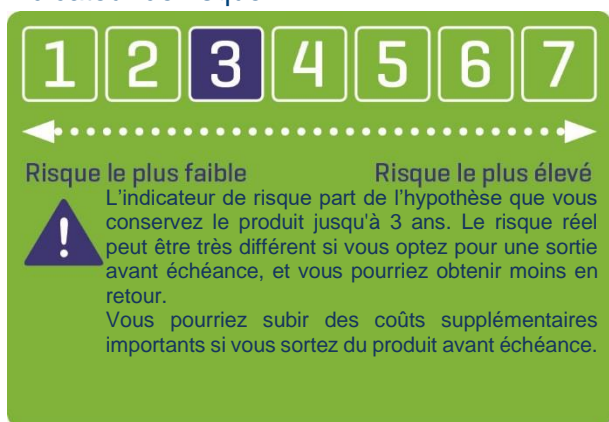 1 2 3 4 5 6 7
Risque le plus faible Risque le plus élevé
L'indicateur de risque part de l'hypothèse que vous
conservez le produit jusqu'à 3 ans. Le risque réel
peut être très différent si vous optez pour une sortie
avant échéance, et vous pourriez obtenir moins en
retour.
Vous pourriez subir des coûts supplémentaires
importants si vous sortez du produit avant échéance.